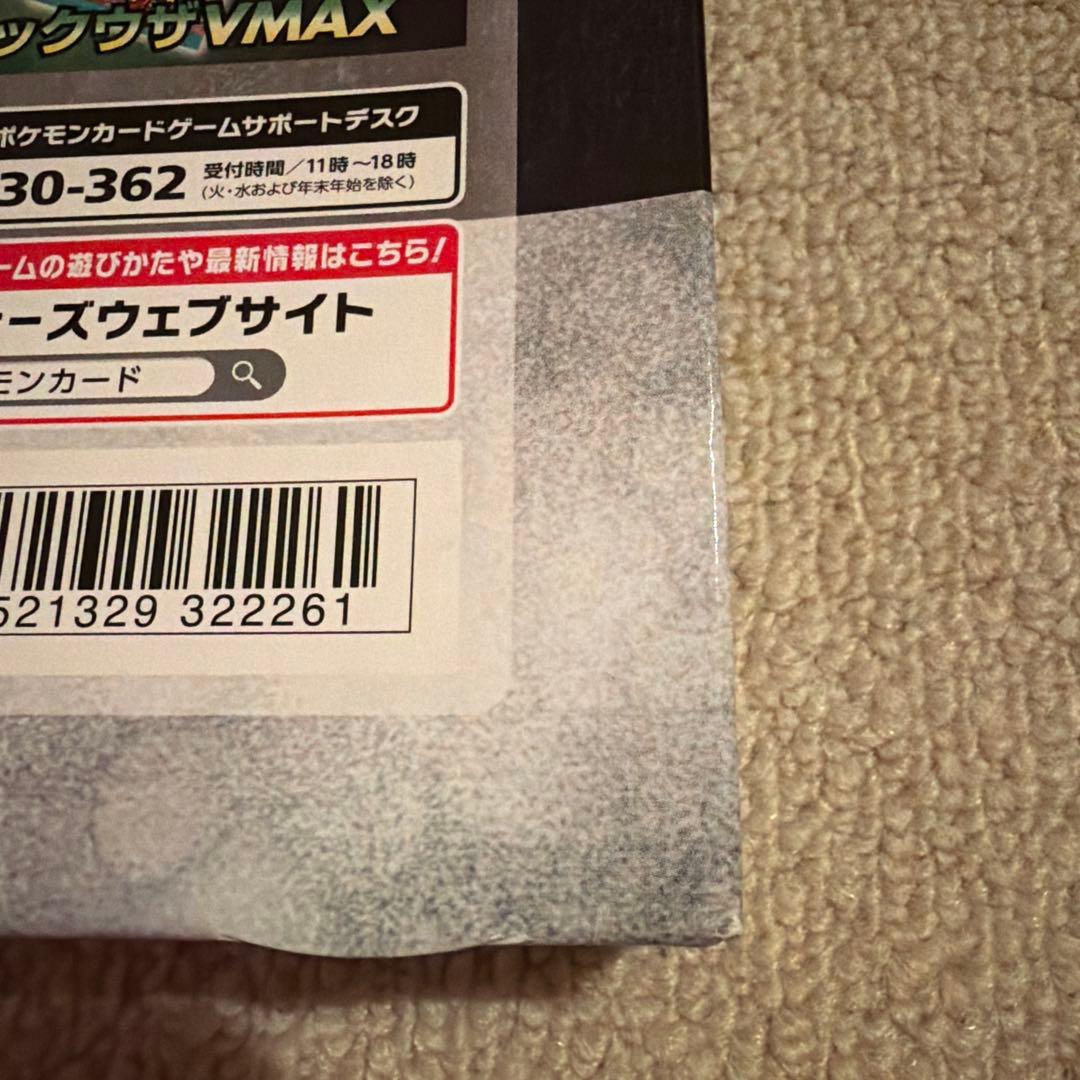 ックウザVMAX
ポケモンカードゲームサポートデスク
30-362
受付時間/11時～18時
(火・水および年末年始を除く)
ームの遊びかたや最新情報はこちら!
ーズウェブサイト
モンカード
521329 322261